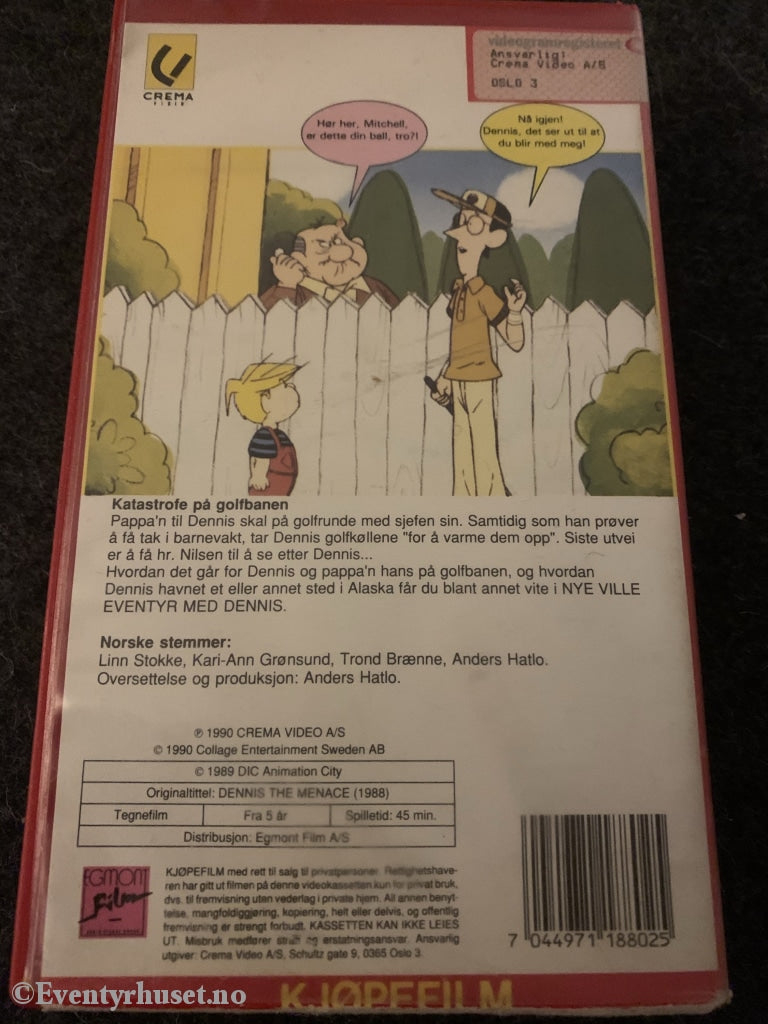 CREMA
VIDEO
videogramregisteret
Ansvarlig:
Crema Video A/S
OSLO 3
Hør her, Mitchell,
er dette din ball, tro?!
Nå igjen!
Dennis, det ser ut til at
du blir med meg!
Katastrofe på golfbanen
Pappa'n til Dennis skal på golfrunde med sjefen sin. Samtidig som han prøver
å få tak i barnevakt, tar Dennis golfkøllene "for å varme dem opp". Siste utvei
er å få hr. Nilsen til å se etter Dennis...
Hvordan det går for Dennis og pappa'n hans på golfbanen, og hvordan
Dennis havnet et eller annet sted i Alaska får du blant annet vite i NYE VILLE
EVENTYR MED DENNIS.
Norske stemmer:
Linn Stokke, Kari-Ann Grønsund, Trond Brænne, Anders Hatlo.
Oversettelse og produksjon: Anders Hatlo.
℗ 1990 CREMA VIDEO A/S
© 1990 Collage Entertainment Sweden AB
© 1989 DIC Animation City
Originaltittel: DENNIS THE MENACE (1988)
Tegnefilm Fra 5 år Spilletid: 45 min.
Distribusjon: Egmont Film A/S
EGMONT
Film
KJØPEFILM med rett til salg til privatpersoner. Rettighetshave-
ren har gitt ut filmen på denne videokassetten kun for privat bruk,
dvs. til fremvisning uten vederlag i private hjem. All annen benyt-
telse, mangfoldiggjøring, kopiering, helt eller delvis, og offentlig
fremvisning er strengt forbudt. KASSETTEN KAN IKKE LEIES
UT. Misbruk medfører straff og erstatningsansvar. Ansvarlig
utgiver: Crema Video A/S, Schultz gate 9, 0365 Oslo 3.
7 044971 188025
KJØPEFILM
©Eventyrhuset.no